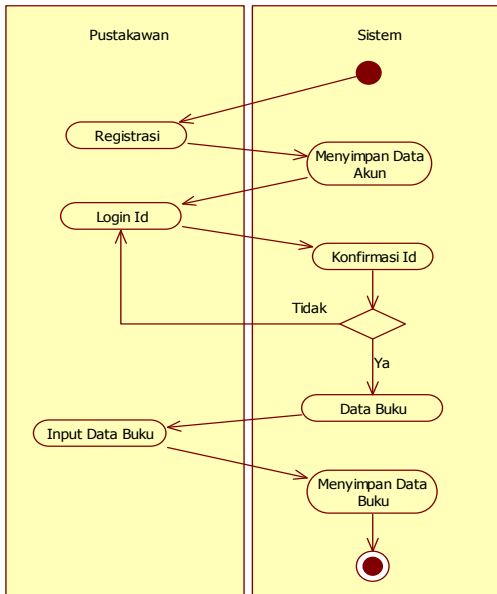 Pustakawan
Sistem
Registrasi
Menyimpan Data
Akun
Login Id
Konfirmasi Id
Tidak
Ya
Data Buku
Input Data Buku
Menyimpan Data
Buku